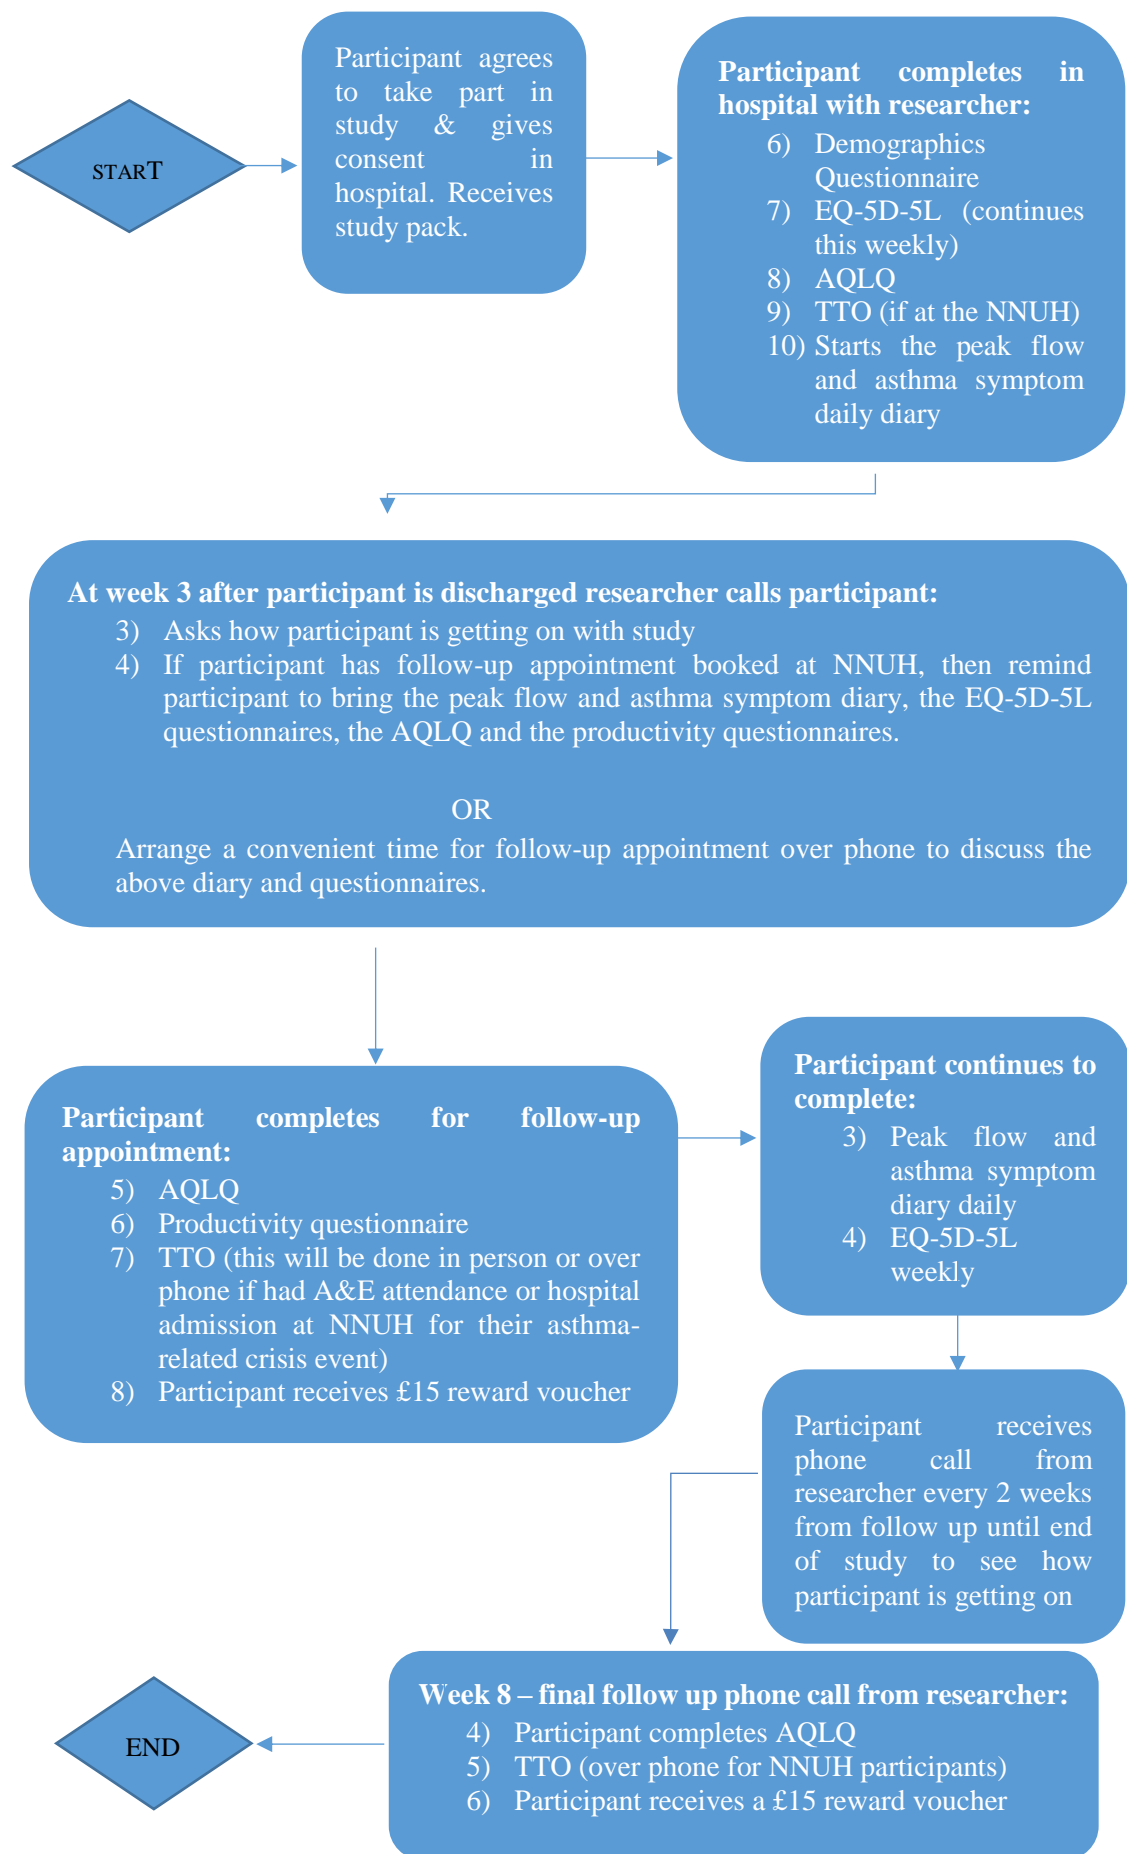 START
Participant agrees
to take part in
study & gives
consent in
hospital. Receives
study pack.
Participant completes in
hospital with researcher:
6) Demographics
Questionnaire
7) EQ-5D-5L (continues
this weekly)
8) AQLQ
9) TTO (if at the NNUH)
10) Starts the peak flow
and asthma symptom
daily diary
At week 3 after participant is discharged researcher calls participant:
3) Asks how participant is getting on with study
4) If participant has follow-up appointment booked at NNUH, then remind
participant to bring the peak flow and asthma symptom diary, the EQ-5D-5L
questionnaires, the AQLQ and the productivity questionnaires.
OR
Arrange a convenient time for follow-up appointment over phone to discuss the
above diary and questionnaires.
Participant completes for follow-up
appointment:
5) AQLQ
6) Productivity questionnaire
7) TTO (this will be done in person or over
phone if had A&E attendance or hospital
admission at NNUH for their asthma-
related crisis event)
8) Participant receives £15 reward voucher
Participant continues to
complete:
3) Peak flow and
asthma symptom
diary daily
4) EQ-5D-5L
weekly
Participant receives
phone call from
researcher every 2 weeks
from follow up until end
of study to see how
participant is getting on
Week 8 – final follow up phone call from researcher:
4) Participant completes AQLQ
5) TTO (over phone for NNUH participants)
6) Participant receives a £15 reward voucher
END